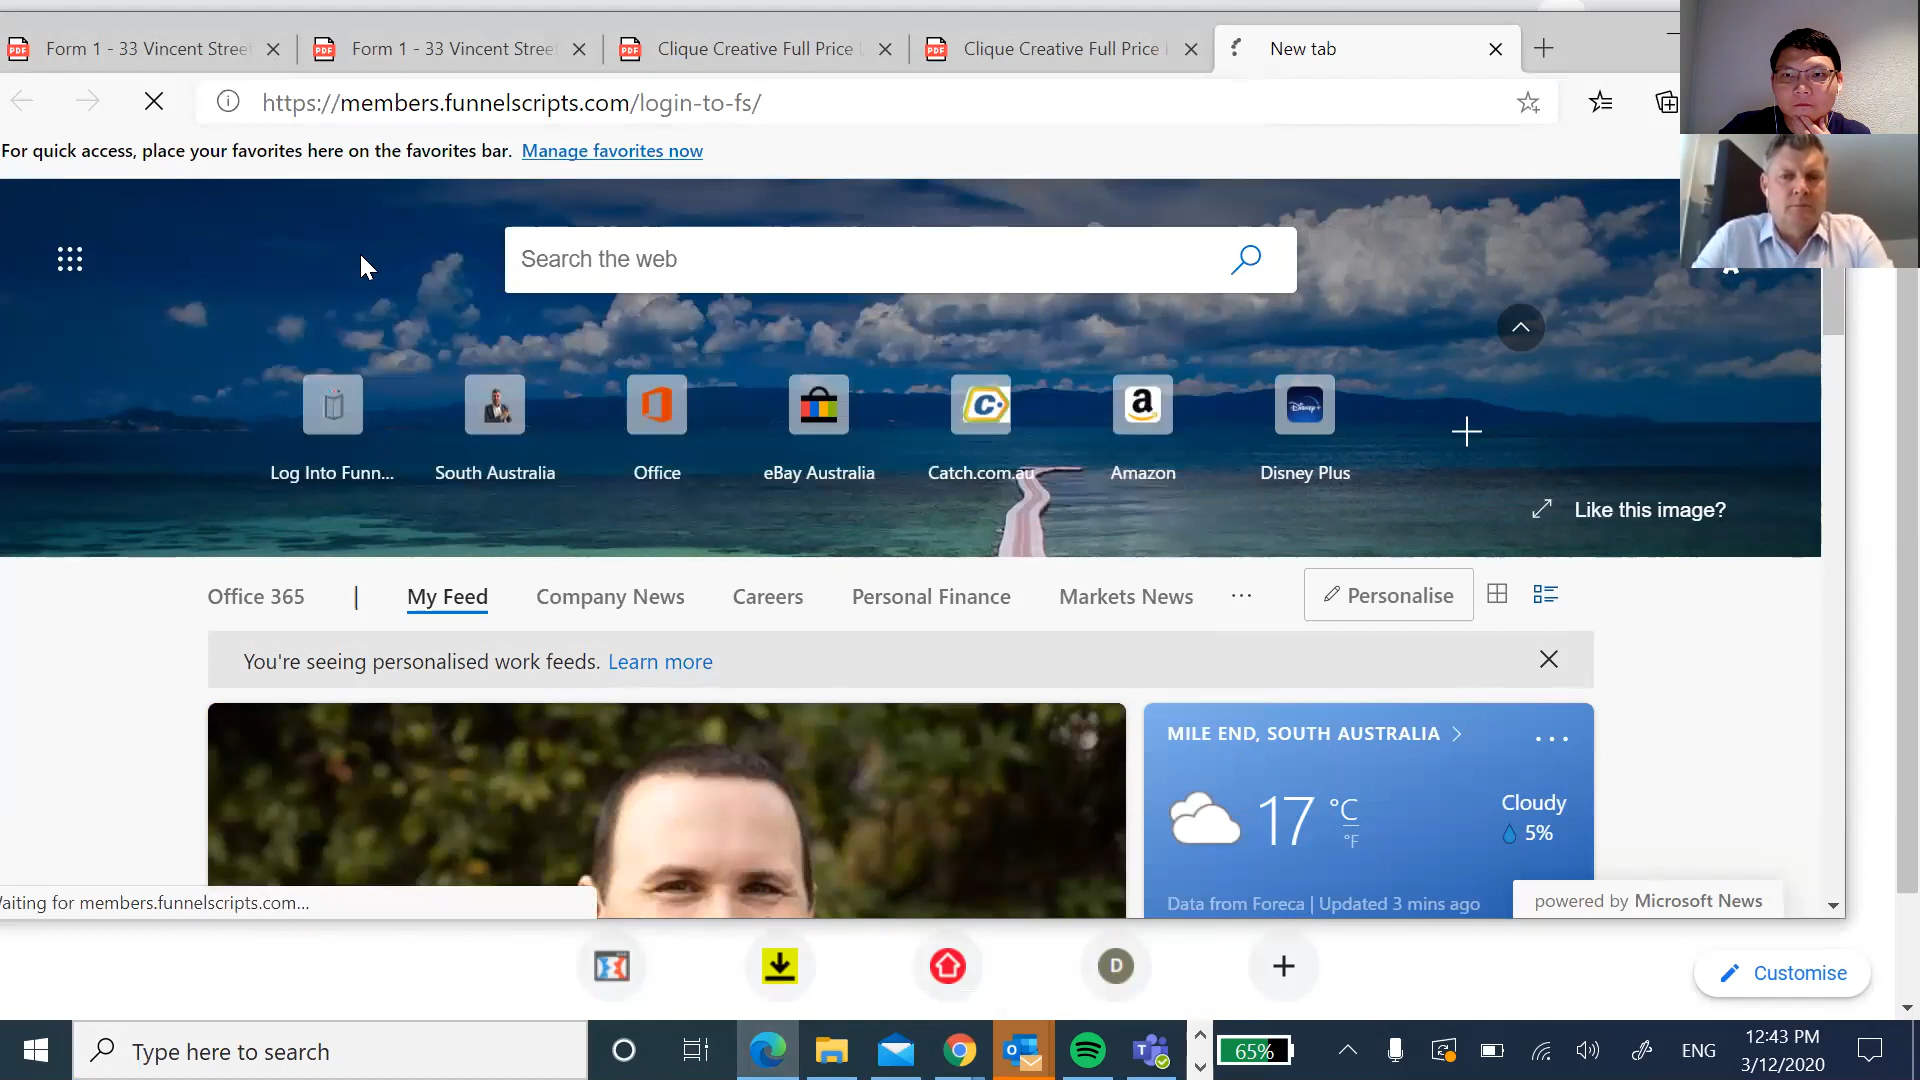 Form 1 - 33 Vincent Stree
Form 1 - 33 Vincent Stree
Clique Creative Full Price
Clique Creative Full Price
New tab
https://members.funnelscripts.com/login-to-fs/
For quick access, place your favorites here on the favorites bar. Manage favorites now
Search the web
Log Into Funn...
South Australia
Office
eBay Australia
Catch.com.au
Amazon
Disney Plus
Like this image?
Office 365
|
My Feed
Company News
Careers
Personal Finance
Markets News
...
Personalise
You're seeing personalised work feeds. Learn more
MILE END, SOUTH AUSTRALIA
17 °C
°F
Cloudy
5%
Data from Foreca | Updated 3 mins ago
powered by Microsoft News
aiting for members.funnelscripts.com...
D
Customise
Type here to search
65%
ENG
12:43 PM
3/12/2020